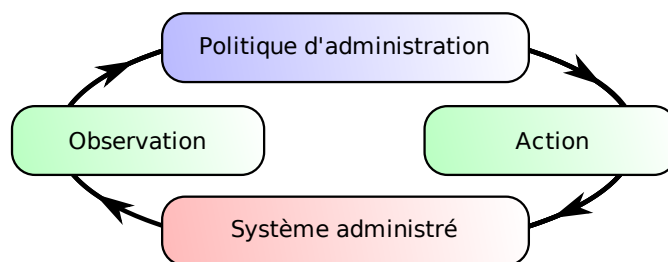 Politique d'administration
Observation
Action
Système administré